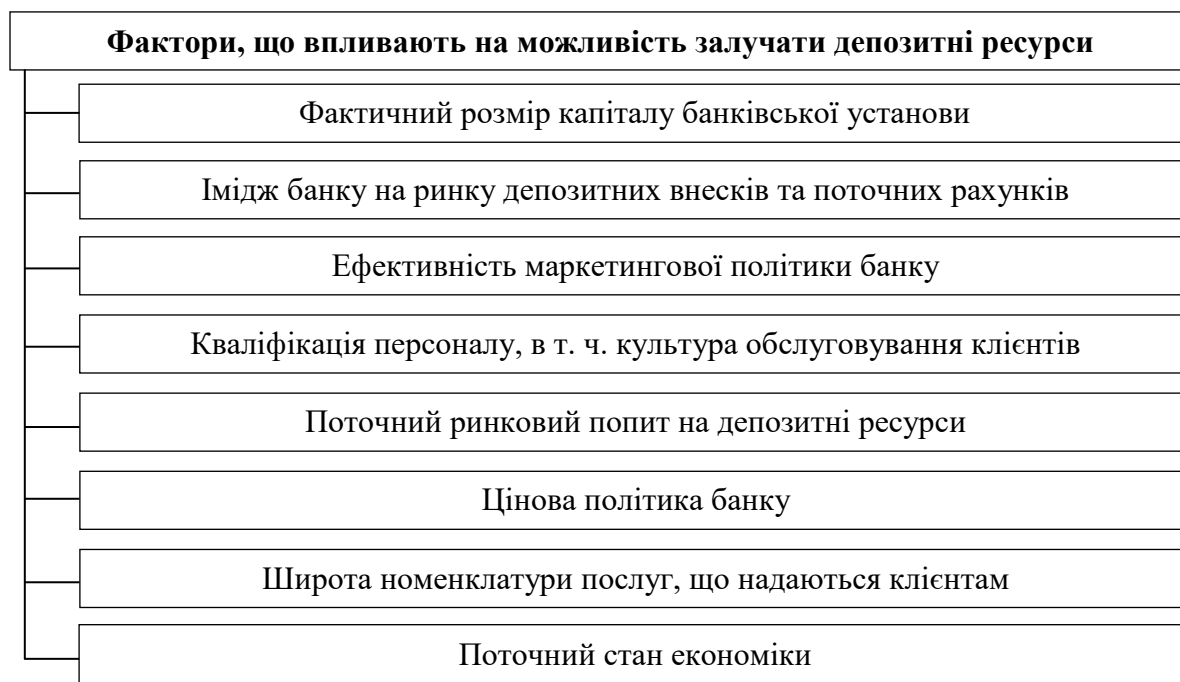 Фактори, що впливають на можливість залучати депозитні ресурси
Фактичний розмір капіталу банківської установи
Імідж банку на ринку депозитних внесків та поточних рахунків
Ефективність маркетингової політики банку
Кваліфікація персоналу, в т. ч. культура обслуговування клієнтів
Поточний ринковий попит на депозитні ресурси
Цінова політика банку
Широта номенклатури послуг, що надаються клієнтам
Поточний стан економіки